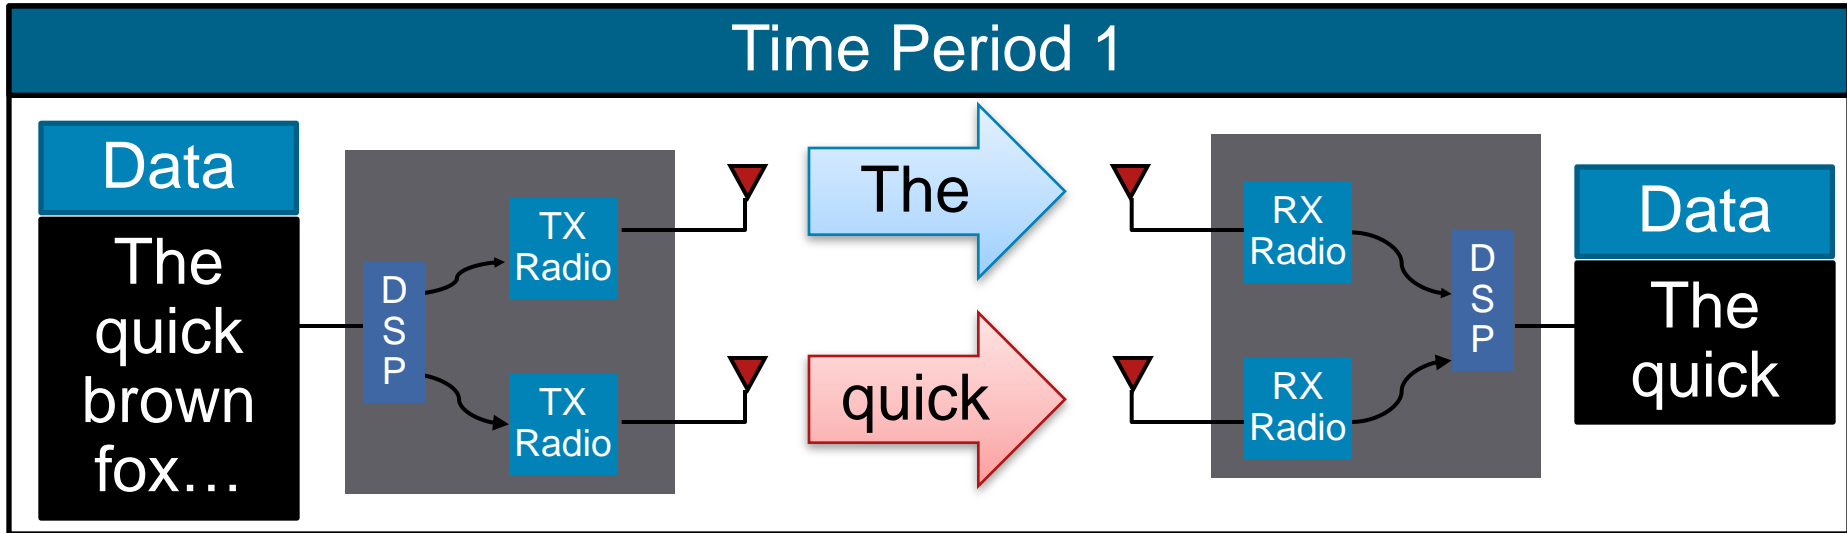 Time Period 1
Data
The
quick
brown
fox…
D
S
P
TX
Radio
TX
Radio
The
quick
RX
Radio
RX
Radio
D
S
P
Data
The
quick